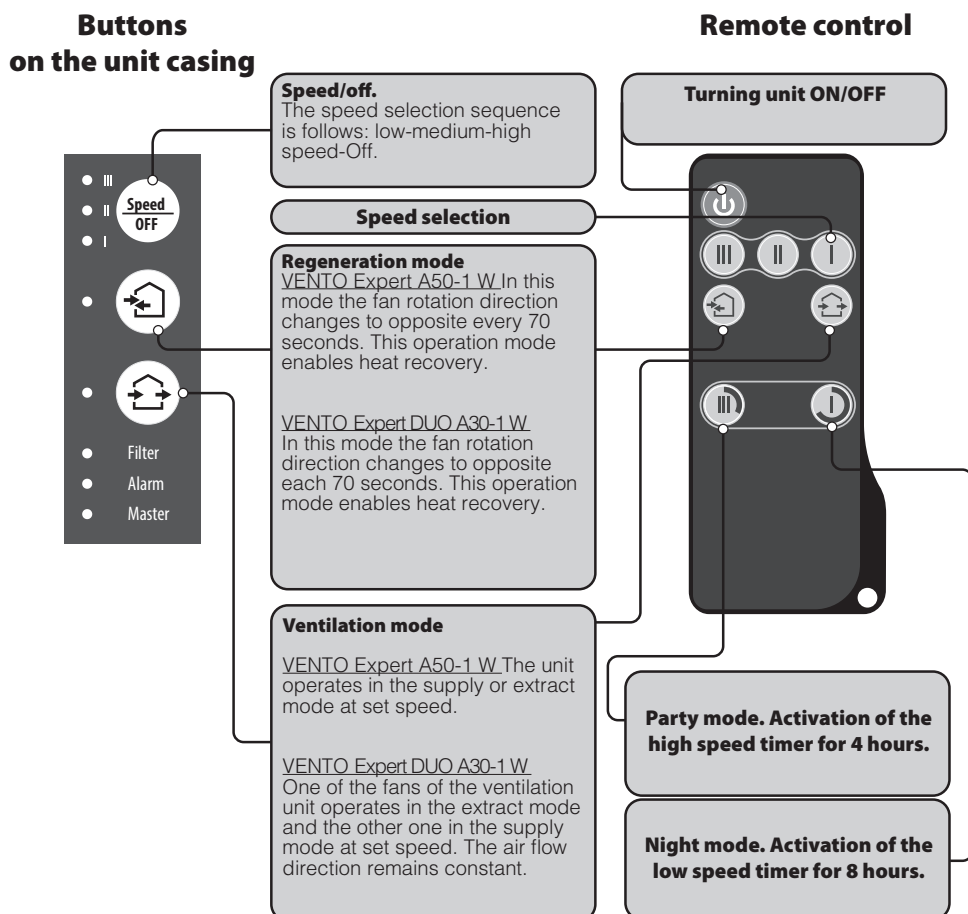 Buttons
on the unit casing
Remote control
Speed/off.
The speed selection sequence
is follows: low-medium-high
speed-Off.
Turning unit ON/OFF
III
II
I
Speed
OFF
Speed selection
III
II
I
Regeneration mode
VENTO Expert A50-1 W In this
mode the fan rotation direction
changes to opposite every 70
seconds. This operation mode
enables heat recovery.
VENTO Expert DUO A30-1 W
In this mode the fan rotation
direction changes to opposite
each 70 seconds. This operation
mode enables heat recovery.
III
I
Filter
Alarm
Master
Ventilation mode
VENTO Expert A50-1 W The unit
operates in the supply or extract
mode at set speed.
VENTO Expert DUO A30-1 W
One of the fans of the ventilation
unit operates in the extract mode
and the other one in the supply
mode at set speed. The air flow
direction remains constant.
Party mode. Activation of the
high speed timer for 4 hours.
Night mode. Activation of the
low speed timer for 8 hours.